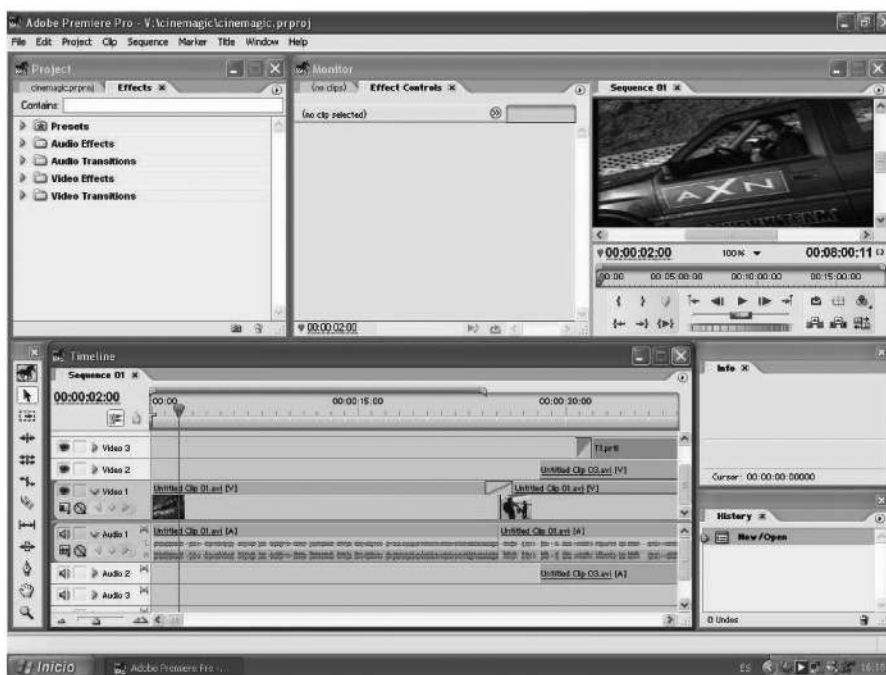 Adobe Premiere Pro - V:\cinemagic\cinemagic.prproj
File Edit Project Clip Sequence Marker Title Window Help
Project
cinemagic.prproj Effects
Contains:
Presets
Audio Effects
Audio Transitions
Video Effects
Video Transitions
Monitor
(no clips) Effect Controls
(no clip selected)
00:00:02:00
Sequence 01
AXN
00:00:02:00 100% 00:08:00:11
00:00 00:05:00:00 00:10:00:00 00:15:00:00
Timeline
Sequence 01
00:00:02:00
00:00 00:00:15:00 00:00:30:00
Video 3 T1.prtl
Video 2 Untitled Clip 03.avi [V]
Video 1 Untitled Clip 01.avi [V] Untitled Clip 01.avi [V]
Audio 1 Untitled Clip 01.avi [A] Untitled Clip 01.avi [A]
Audio 2 Untitled Clip 03.avi [A]
Audio 3
Info
Cursor: 00:00:00:00000
History
New/Open
0 Undos
Inicio Adobe Premiere Pro -... ES 16:18